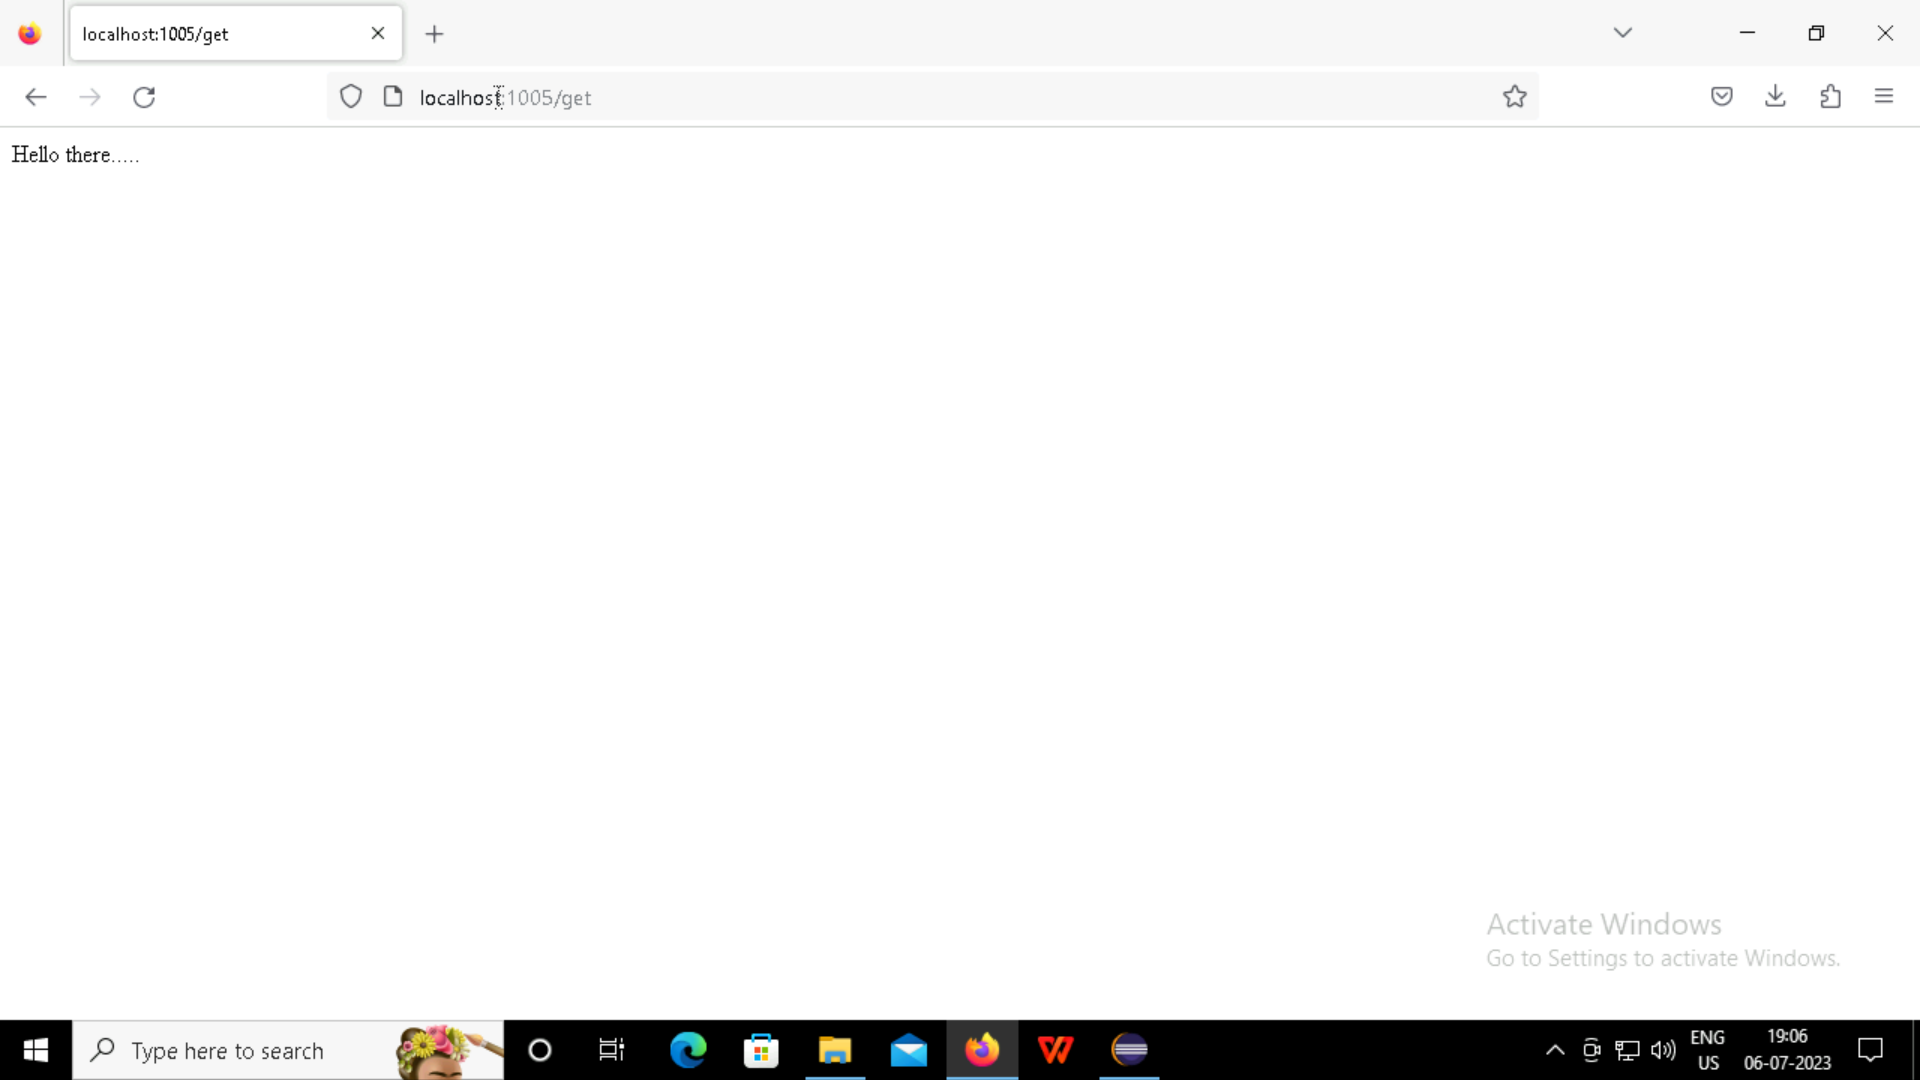 localhost:1005/get
localhost:1005/get
Hello there.....
Activate Windows
Go to Settings to activate Windows.
Type here to search
ENG
US
19:06
06-07-2023